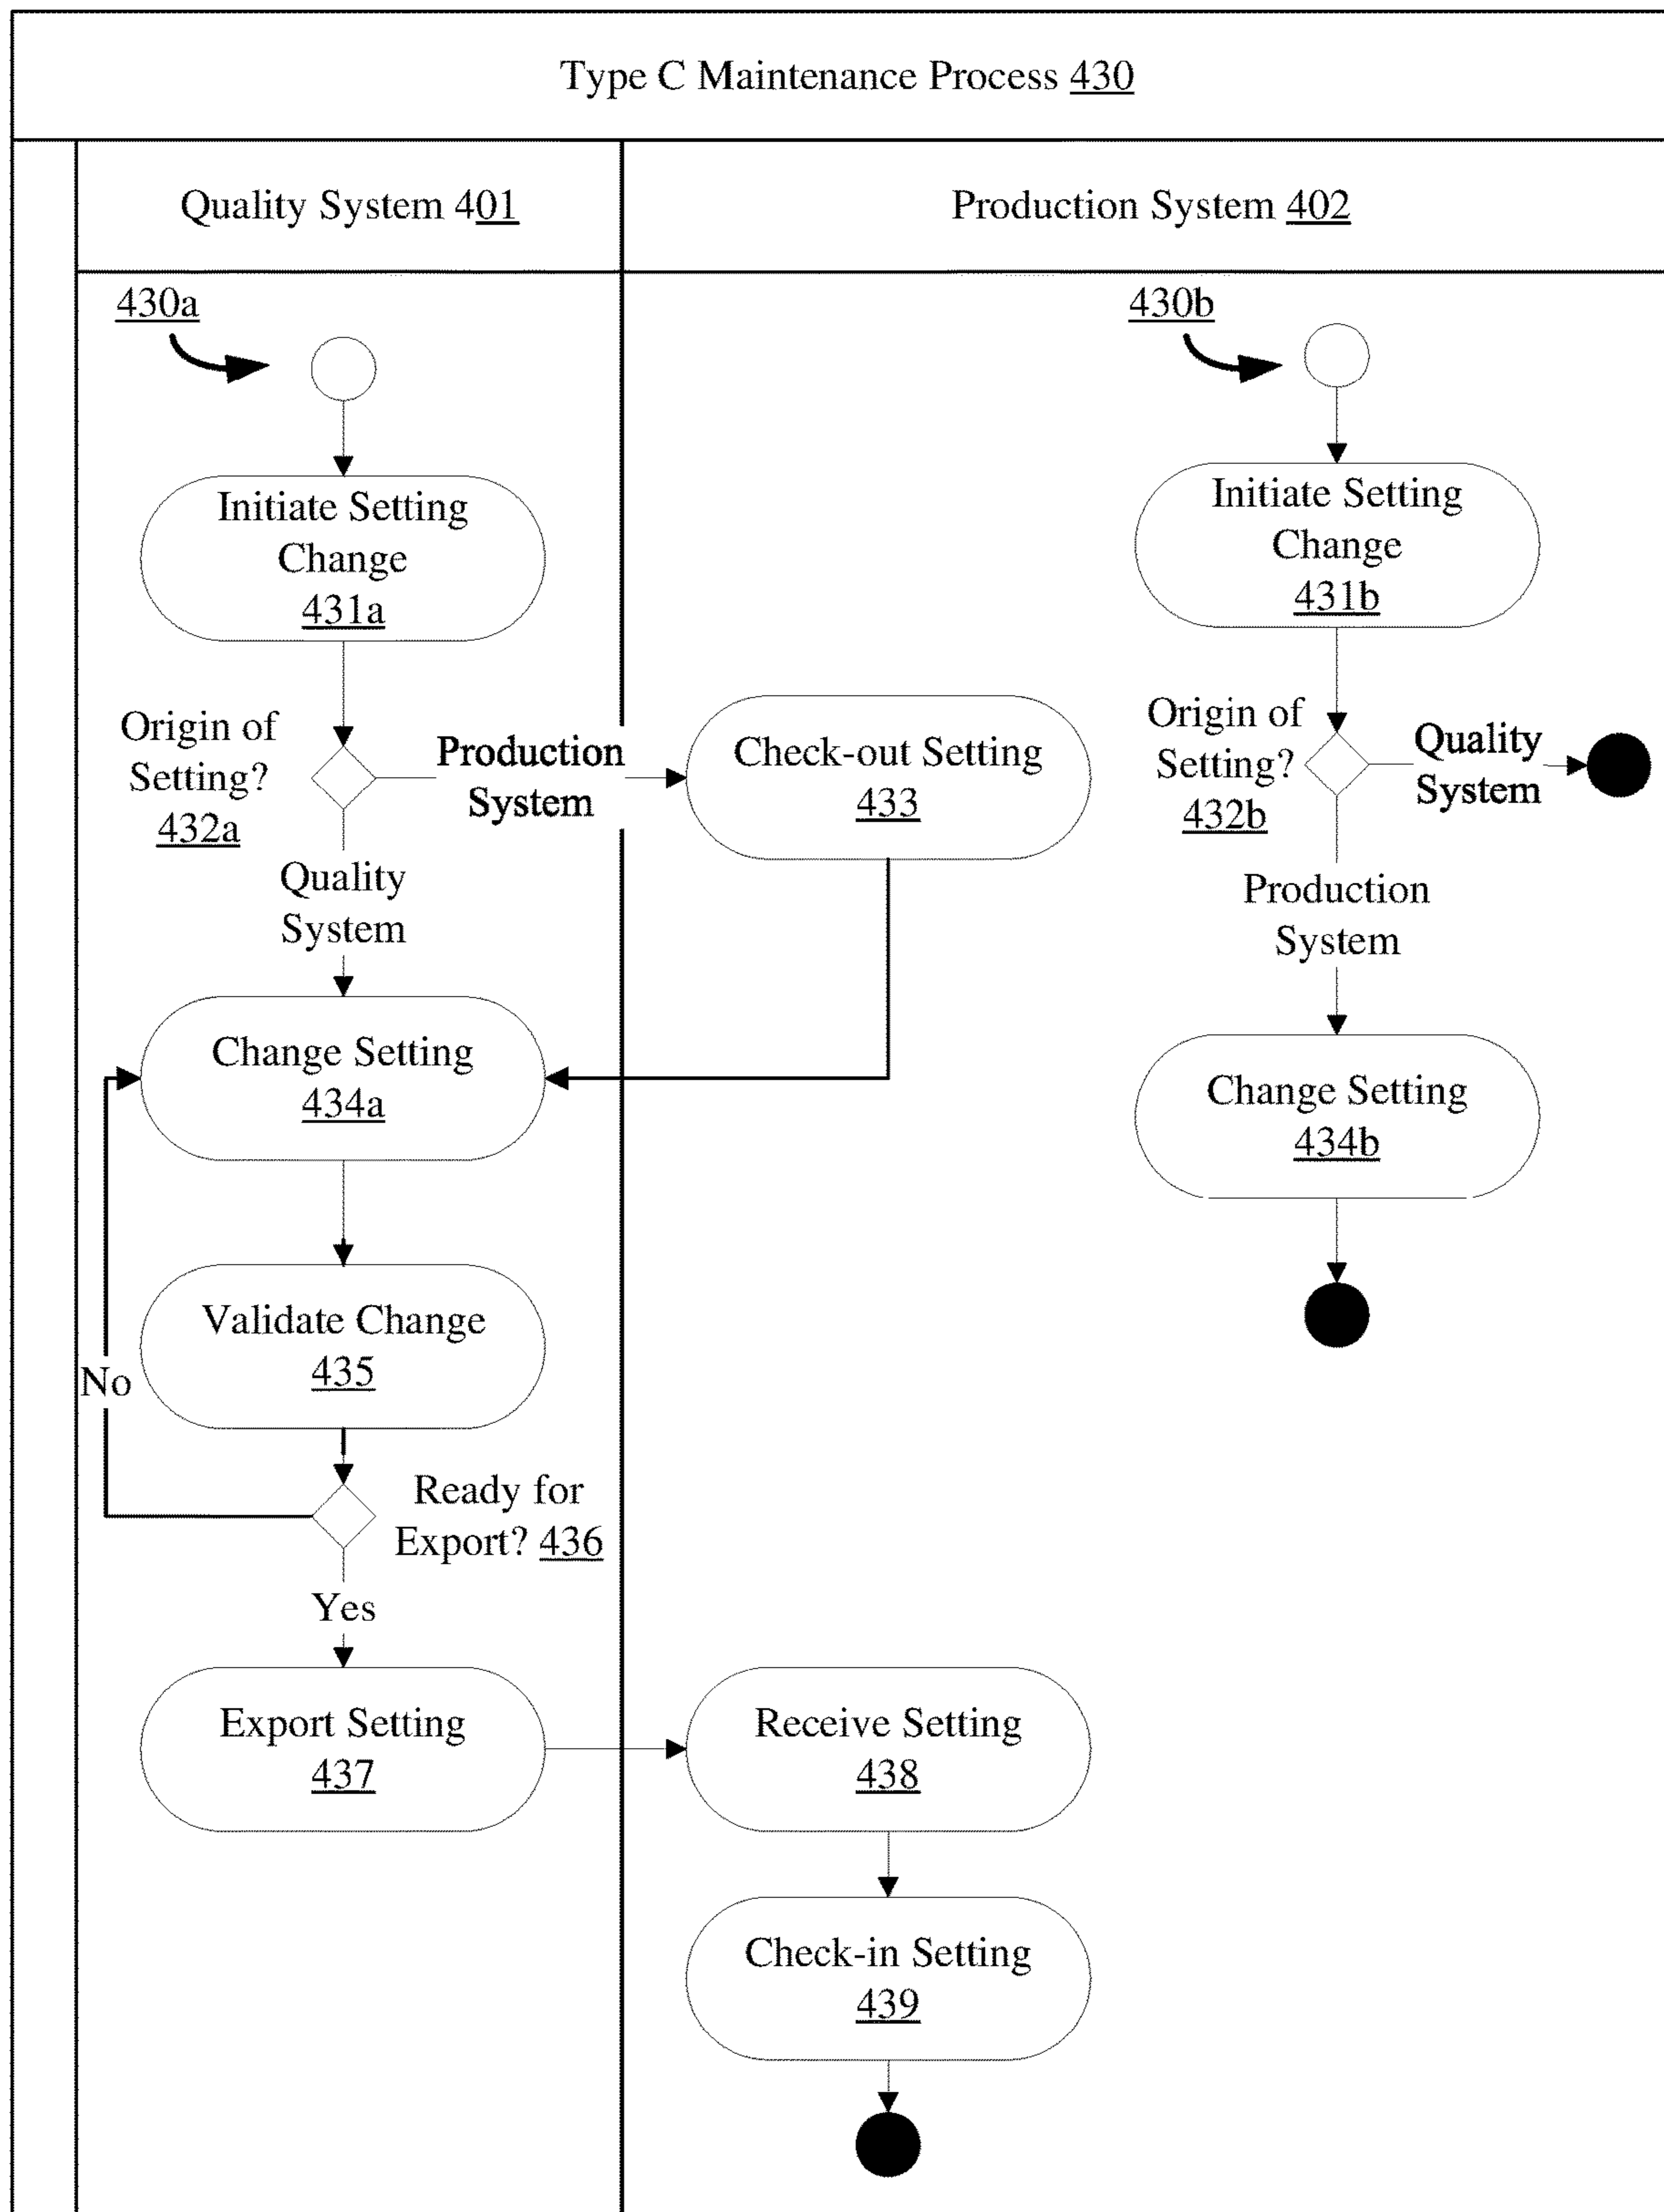 Type C Maintenance Process 430
Quality System 401
Production System 402
430a
Initiate Setting
Change
431a
Origin of
Setting?
432a
Production
System
Check-out Setting
433
Quality
System
Change Setting
434a
Validate Change
435
No
Ready for
Export? 436
Yes
Export Setting
437
Receive Setting
438
Check-in Setting
439
430b
Initiate Setting
Change
431b
Origin of
Setting?
432b
Quality
System
Production
System
Change Setting
434b